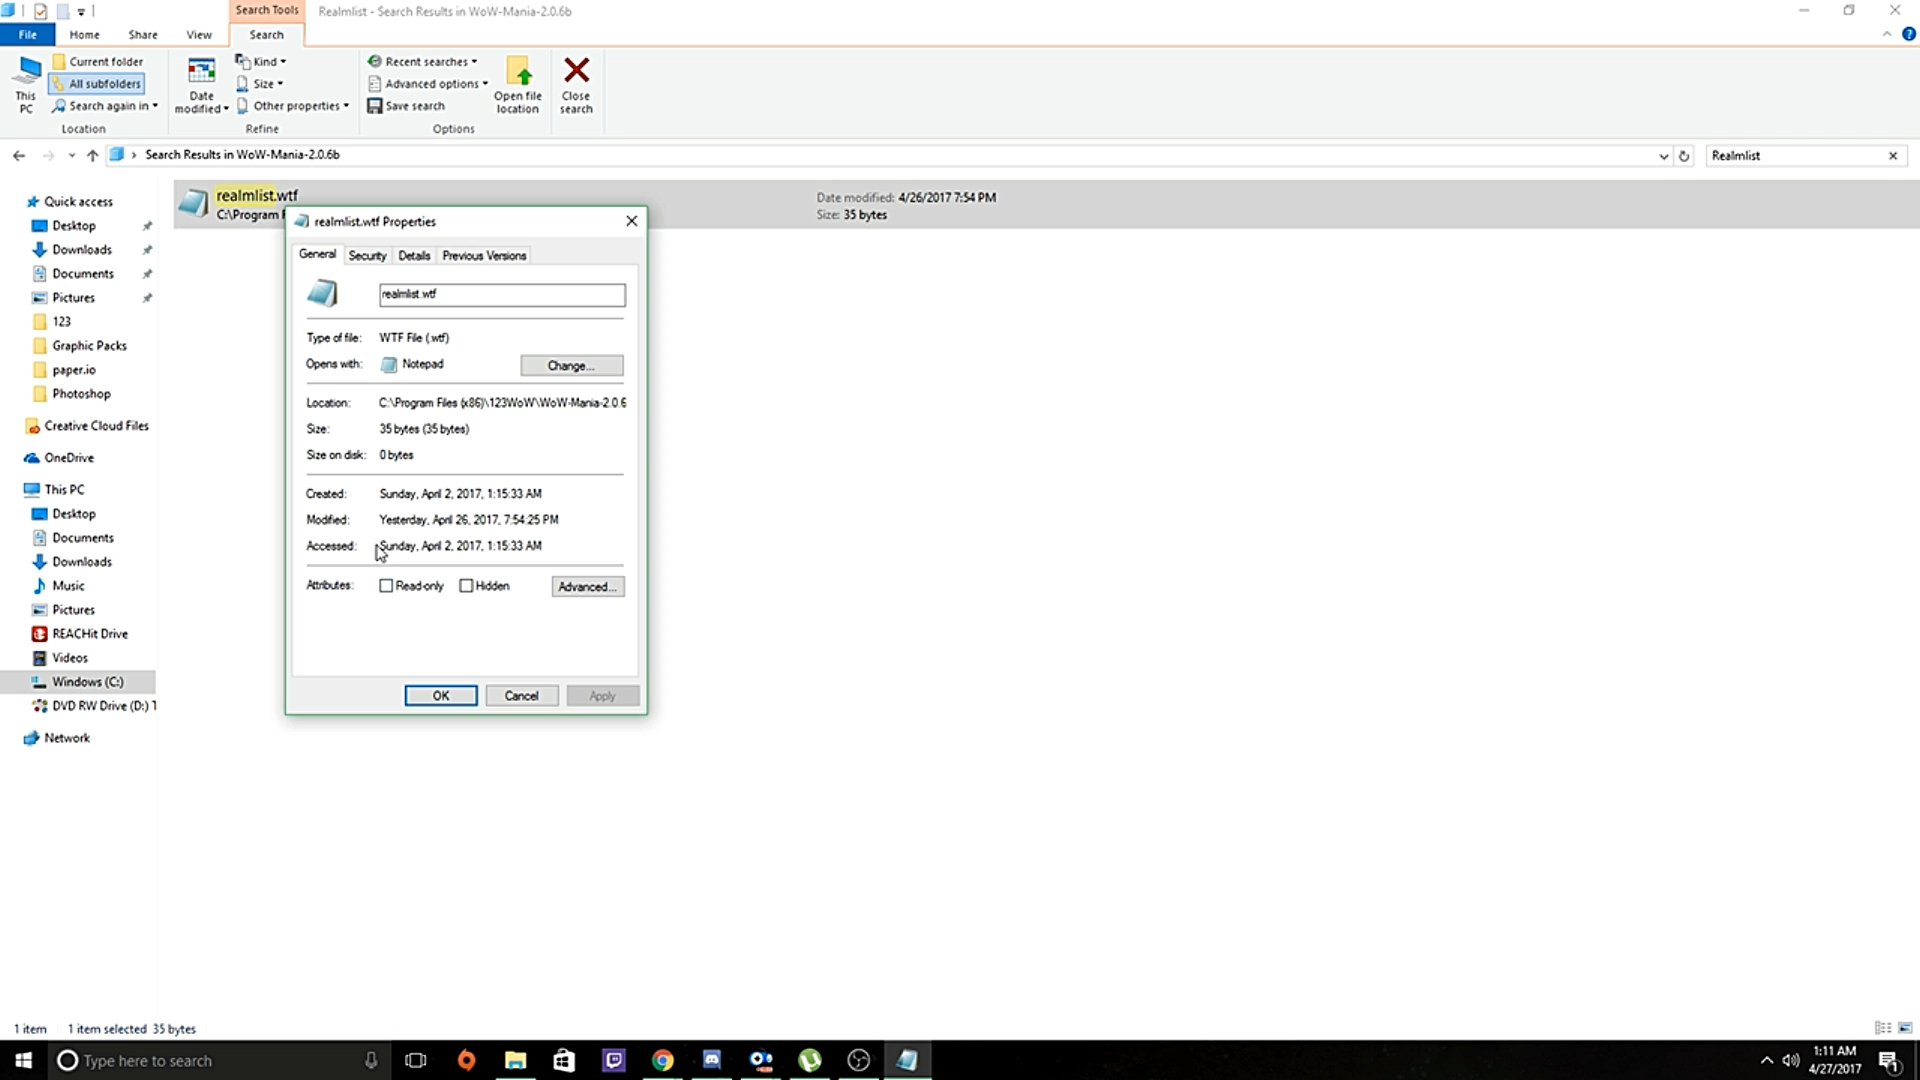 Search Tools
Realmlist - Search Results in WoW-Mania-2.0.6b
File
Home
Share
View
Search
This PC
Current folder
All subfolders
Search again in
Location
Date modified
Kind
Size
Other properties
Refine
Recent searches
Advanced options
Save search
Open file location
Close search
Options
Search Results in WoW-Mania-2.0.6b
Realmlist
Quick access
Desktop
Downloads
Documents
Pictures
123
Graphic Packs
paper.io
Photoshop
Creative Cloud Files
OneDrive
This PC
Desktop
Documents
Downloads
Music
Pictures
REACHit Drive
Videos
Windows (C:)
DVD RW Drive (D:) 1
Network
realmlist.wtf
C:\Program F
Date modified: 4/26/2017 7:54 PM
Size: 35 bytes
realmlist.wtf Properties
General
Security
Details
Previous Versions
realmlist.wtf
Type of file: WTF File (.wtf)
Opens with: Notepad
Change...
Location: C:\Program Files (x86)\123WoW\WoW-Mania-2.0.6
Size: 35 bytes (35 bytes)
Size on disk: 0 bytes
Created: Sunday, April 2, 2017, 1:15:33 AM
Modified: Yesterday, April 26, 2017, 7:54:25 PM
Accessed: Sunday, April 2, 2017, 1:15:33 AM
Attributes: Read-only Hidden Advanced...
OK
Cancel
Apply
1 item 1 item selected 35 bytes
Type here to search
1:11 AM
4/27/2017
1